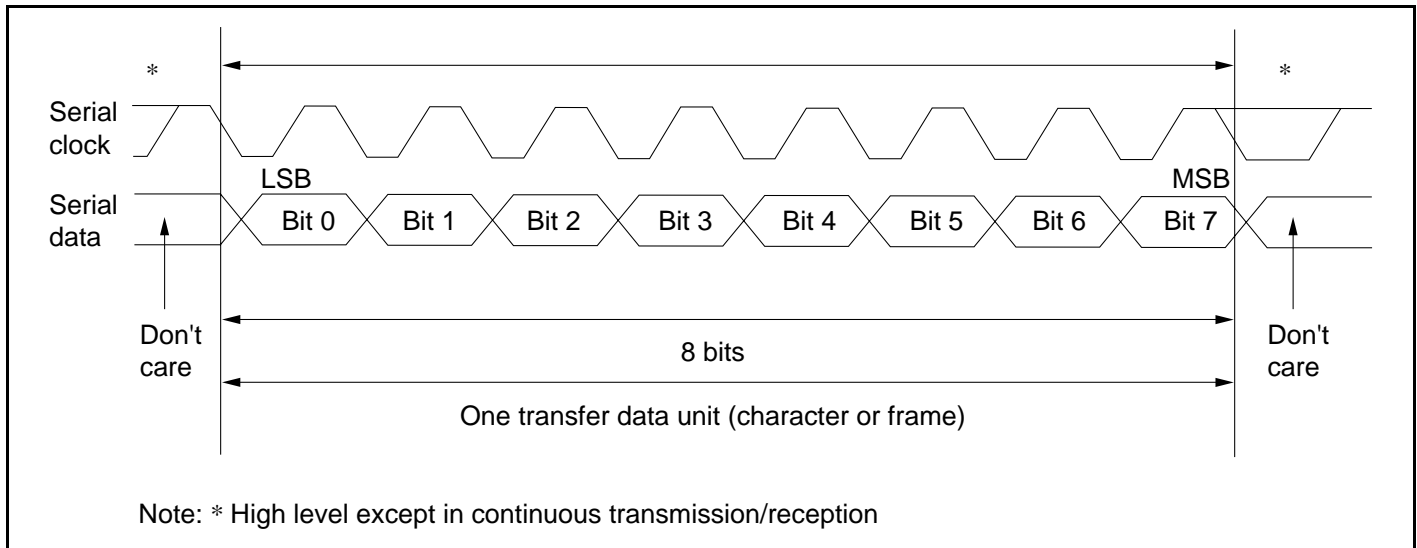 *
*
Serial
clock
LSB
MSB
Serial
data
Bit 0
Bit 1
Bit 2
Bit 3
Bit 4
Bit 5
Bit 6
Bit 7
Don't
care
8 bits
Don't
care
One transfer data unit (character or frame)
Note: * High level except in continuous transmission/reception